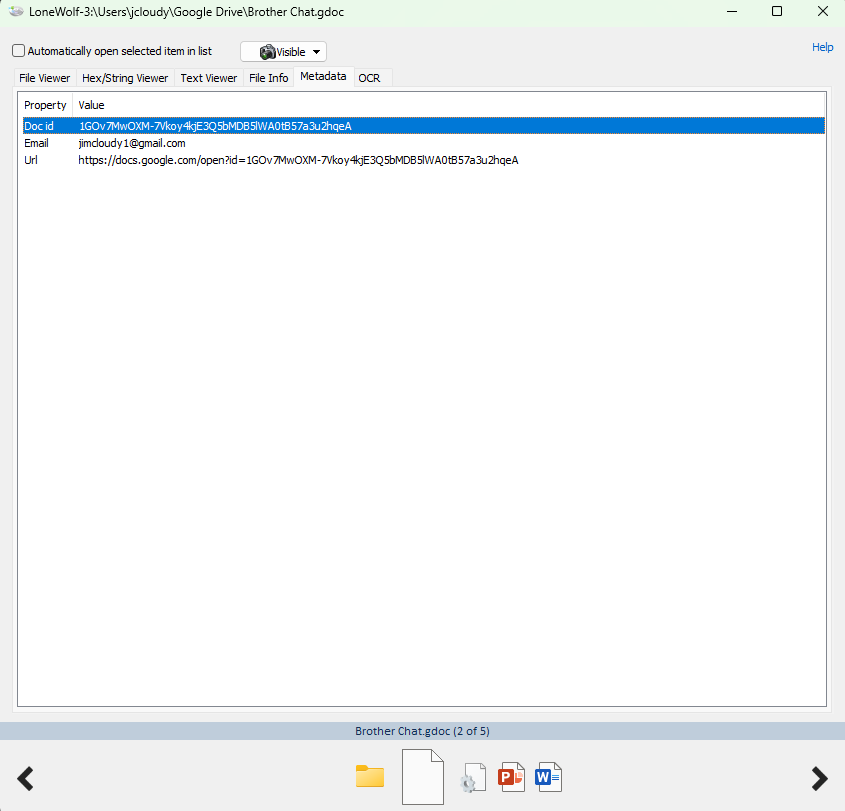 LoneWolf-3:\Users\jcloudy\Google Drive\Brother Chat.gdoc
Automatically open selected item in list
Visible
Help
File Viewer Hex/String Viewer Text Viewer File Info Metadata OCR
Property Value
Doc id 1GOv7MwOXM-7Vkoy4kjE3Q5bMDB5lWA0tB57a3u2hqeA
Email jimcloudy1@gmail.com
Url https://docs.google.com/open?id=1GOv7MwOXM-7Vkoy4kjE3Q5bMDB5lWA0tB57a3u2hqeA
Brother Chat.gdoc (2 of 5)
P W